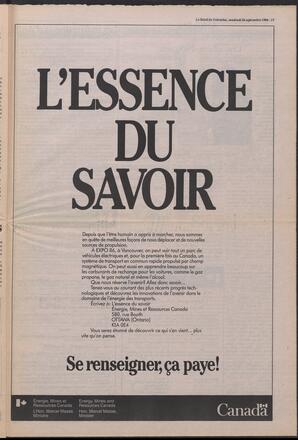 Le Soleil du Colombie, vendredi 26 septembre 1986 - 17
L'ESSENCE
DU
SAVOIR
Depuis que l'être humain a appris à marcher, nous sommes
en quête de meilleures façons de nous déplacer et de nouvelles
sources de propulsion.
A EXPO 86, à Vancouver, on peut voir tout un parc de
véhicules électriques et, pour la première fois au Canada, un
système de transport en commun rapide propulsé par champ
magnétique. On peut aussi en apprendre beaucoup sur
les carburants de rechange pour les voitures, comme le gaz
propane, le gaz naturel et même l'alcool.
Que nous réserve l'avenir? Allez donc savoir...
Tenez-vous au courant des plus récents progrès tech-
nologiques et découvrez les innovations de l'avenir dans le
domaine de l'énergie des transports.
Écrivez à: L'essence du savoir
Énergie, Mines et Ressources Canada
580, rue Booth
OTTAWA (Ontario)
K1A 0E4
Vous serez étonné de découvrir ce qui s'en vient... plus
vite qu'on pense.
Se renseigner, ça paye!
Énergie, Mines et
Ressources Canada
L'Hon. Marcel Masse,
Ministre
Energy, Mines and
Resources Canada
Hon. Marcel Masse,
Minister
Canada